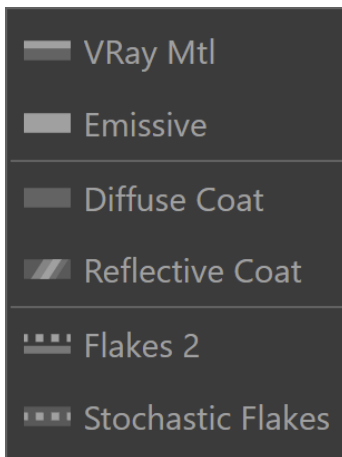 VRay Mtl
Emissive
Diffuse Coat
Reflective Coat
Flakes 2
Stochastic Flakes